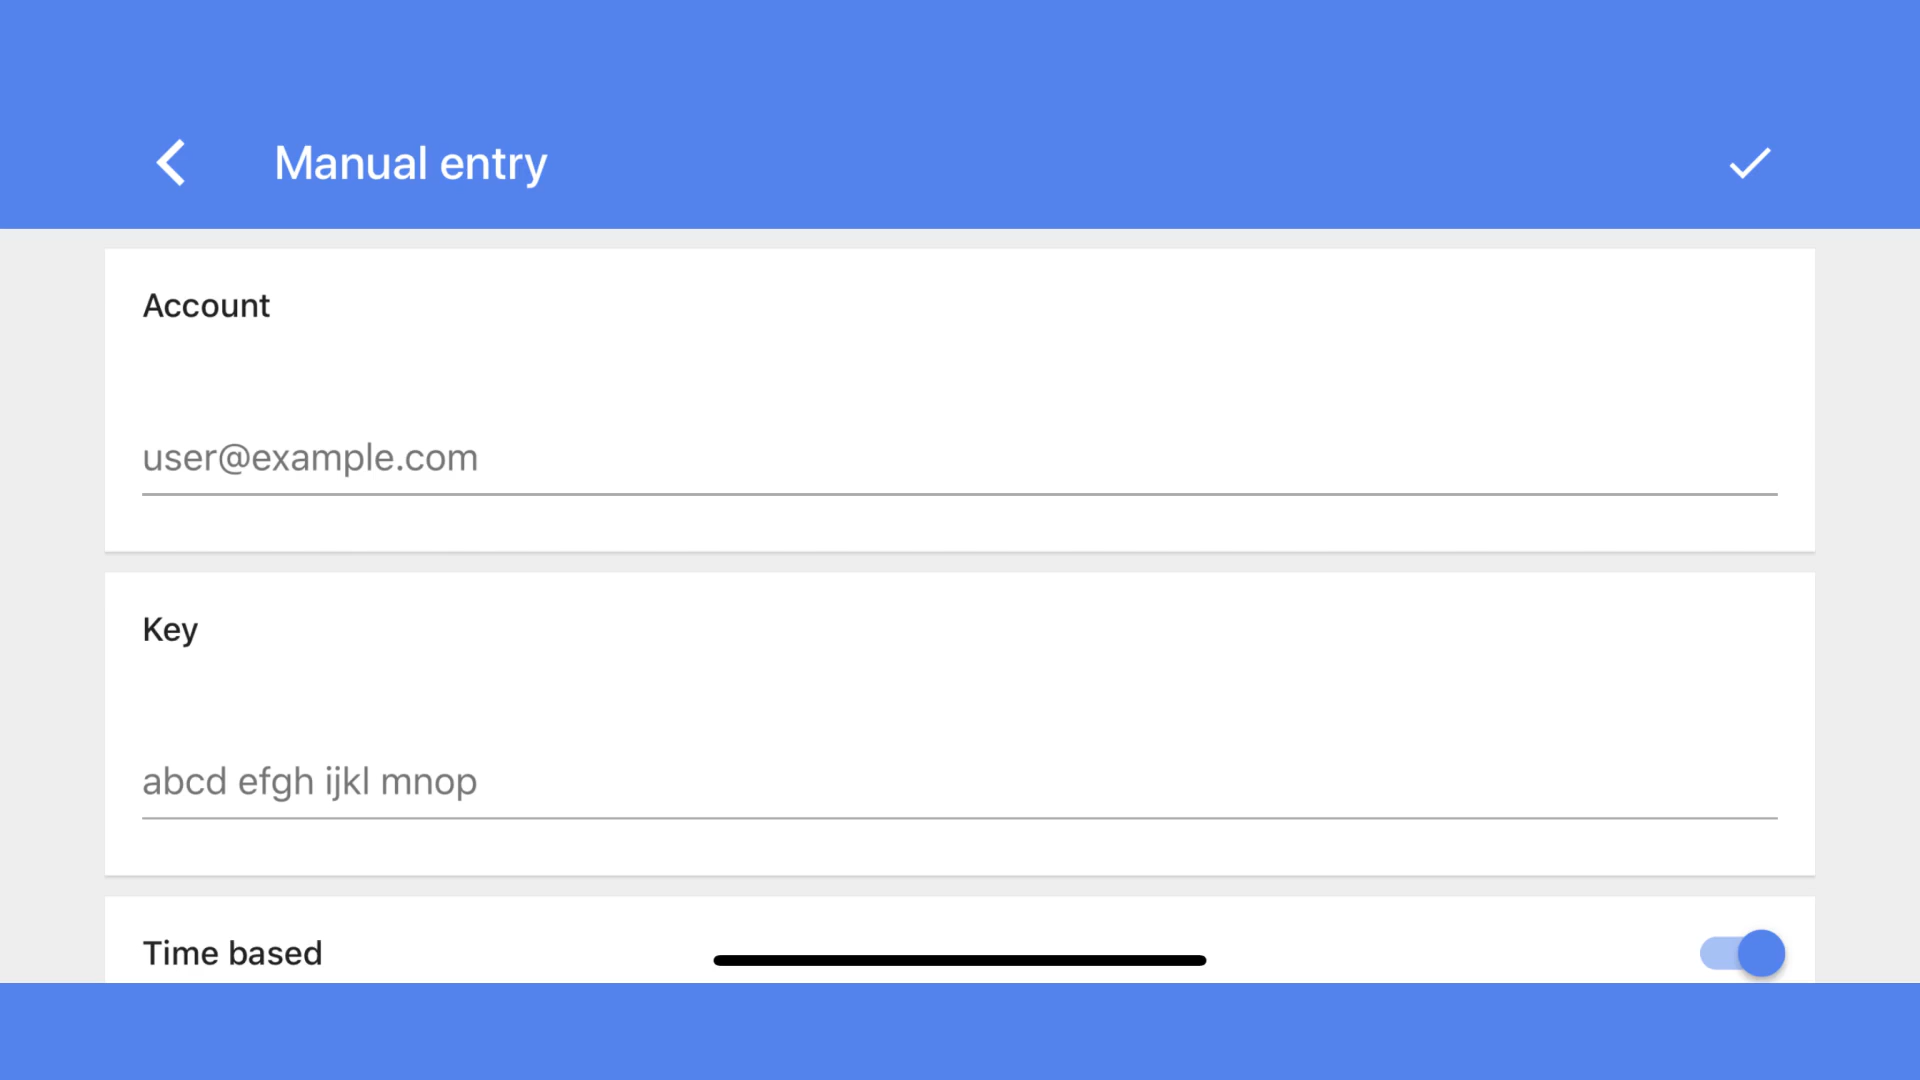 Manual entry
Account
user@example.com
Key
abcd efgh ijkl mnop
Time based